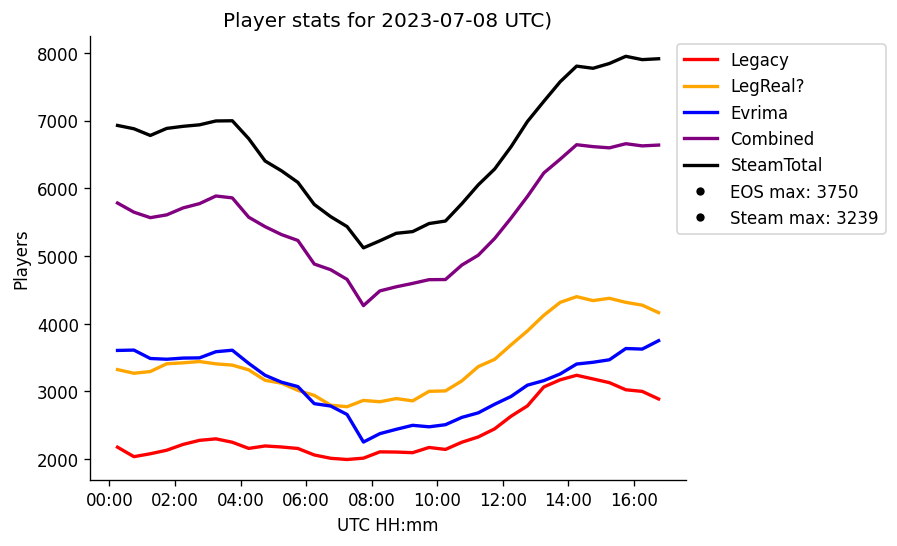 Player stats for 2023-07-08 UTC)
8000
7000
6000
5000
4000
3000
2000
Players
00:00 02:00 04:00 06:00 08:00 10:00 12:00 14:00 16:00
UTC HH:mm
Legacy
LegReal?
Evrima
Combined
SteamTotal
EOS max: 3750
Steam max: 3239